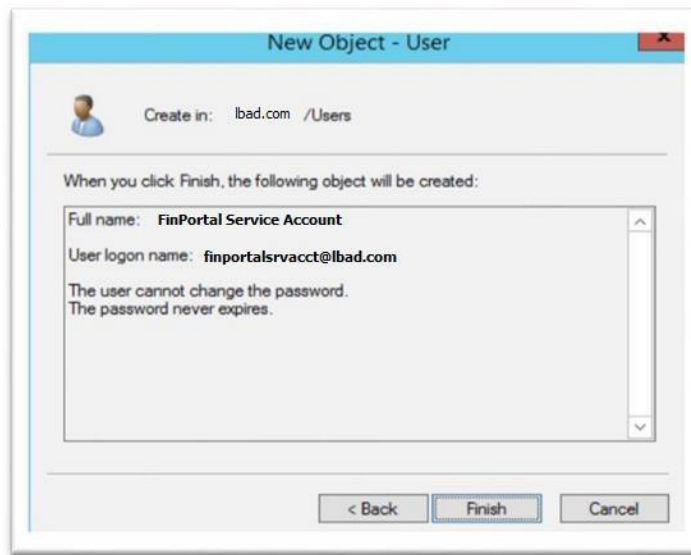 New Object - User
x
Create in: lbad.com /Users
When you click Finish, the following object will be created:
Full name: FinPortal Service Account
User logon name: finportalsrvacct@lbad.com
The user cannot change the password.
The password never expires.
< Back Finish Cancel